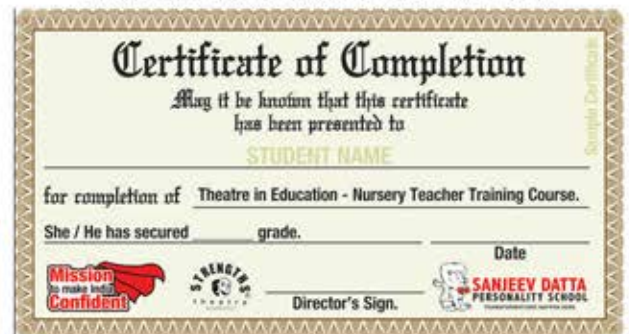 Certificate of Completion
May it be known that this certificate
has been presented to
STUDENT NAME
for completion of Theatre in Education - Nursery Teacher Training Course.
She / He has secured ______ grade.
Date
Director's Sign.
Mission
to make India
Confident
STRENGTHS
theatre
SANJEEV DATTA
PERSONALITY SCHOOL
Sample Certificate